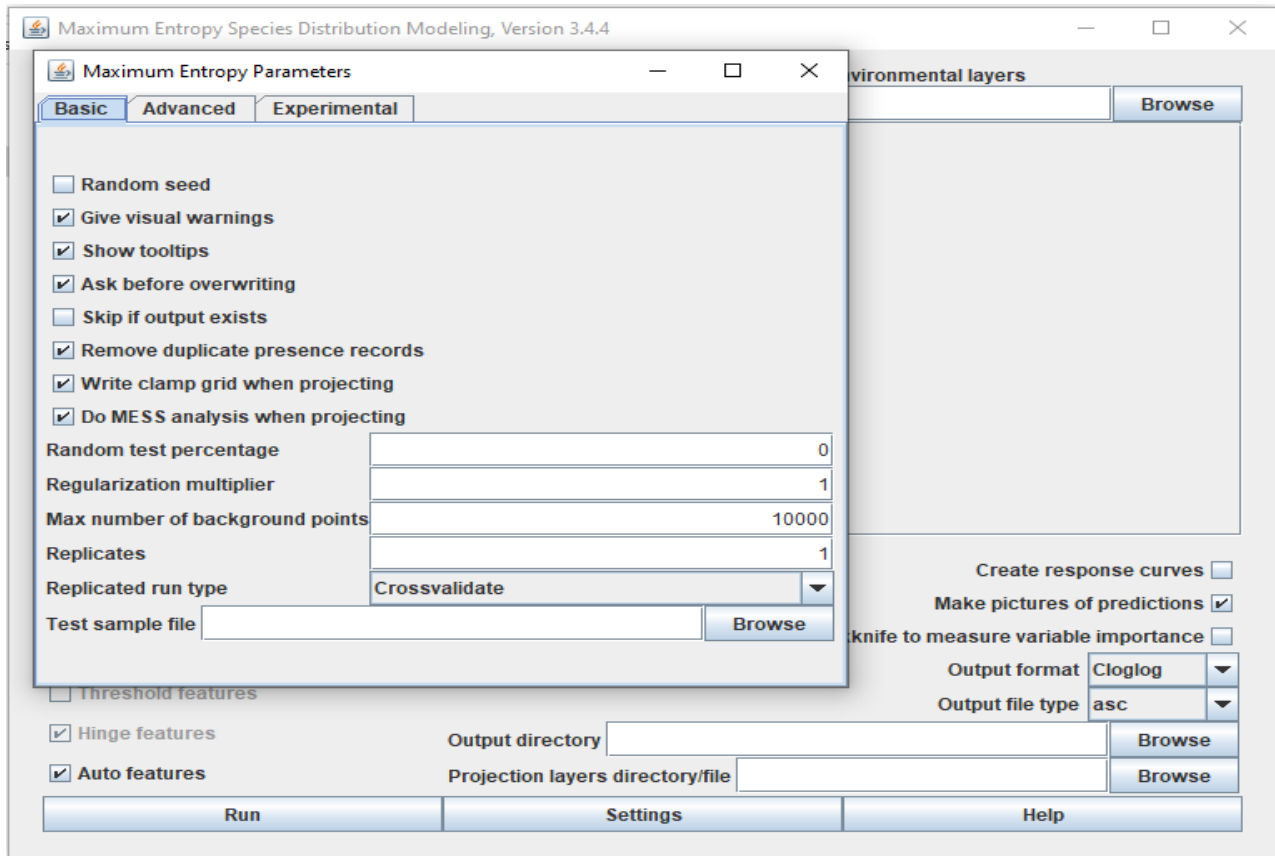 Maximum Entropy Species Distribution Modeling, Version 3.4.4
Maximum Entropy Parameters
Basic Advanced Experimental
layers
Browse
Random seed
Give visual warnings
Show tooltips
Ask before overwriting
Skip if output exists
Remove duplicate presence records
Write clamp grid when projecting
Do MESS analysis when projecting
Random test percentage 0
Regularization multiplier 1
Max number of background points 10000
Replicates 1
Replicated run type Crossvalidate
Test sample file Browse
Create response curves
Make pictures of predictions
to measure variable importance
Output format Cloglog
Output file type asc
Threshold features
Hinge features
Output directory Browse
Auto features
Projection layers directory/file Browse
Run Settings Help